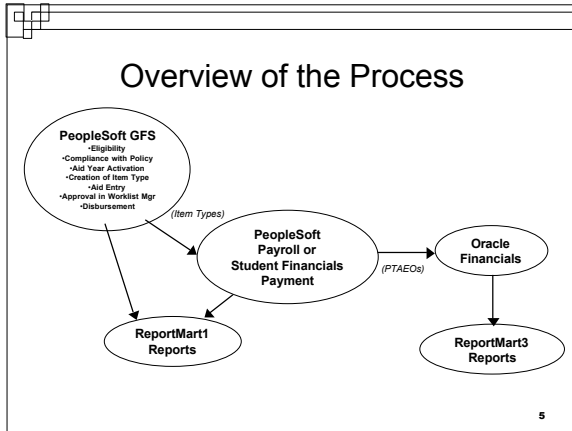 Overview of the Process
PeopleSoft GFS
•Eligibility
•Compliance with Policy
•Aid Year Activation
•Creation of Item Type
•Aid Entry
•Approval in Worklist Mgr
•Disbursement
(Item Types)
PeopleSoft
Payroll or
Student Financials
Payment
(PTAEOs)
Oracle
Financials
ReportMart1
Reports
ReportMart3
Reports
5